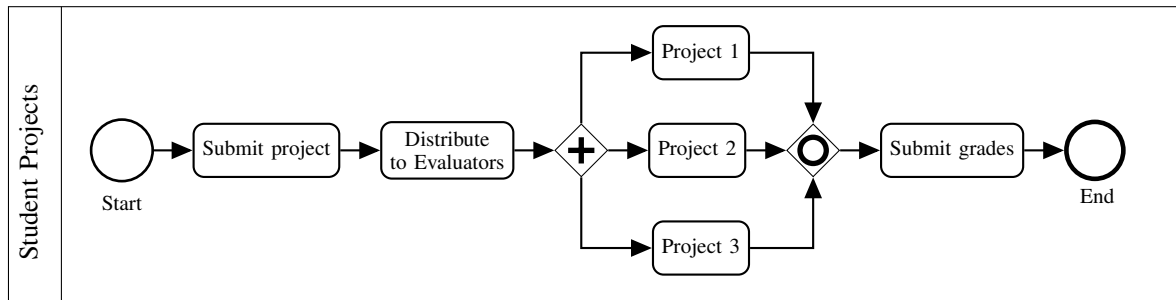 Student Projects
Start
Submit project
Distribute
to Evaluators
Project 1
Project 2
Project 3
Submit grades
End